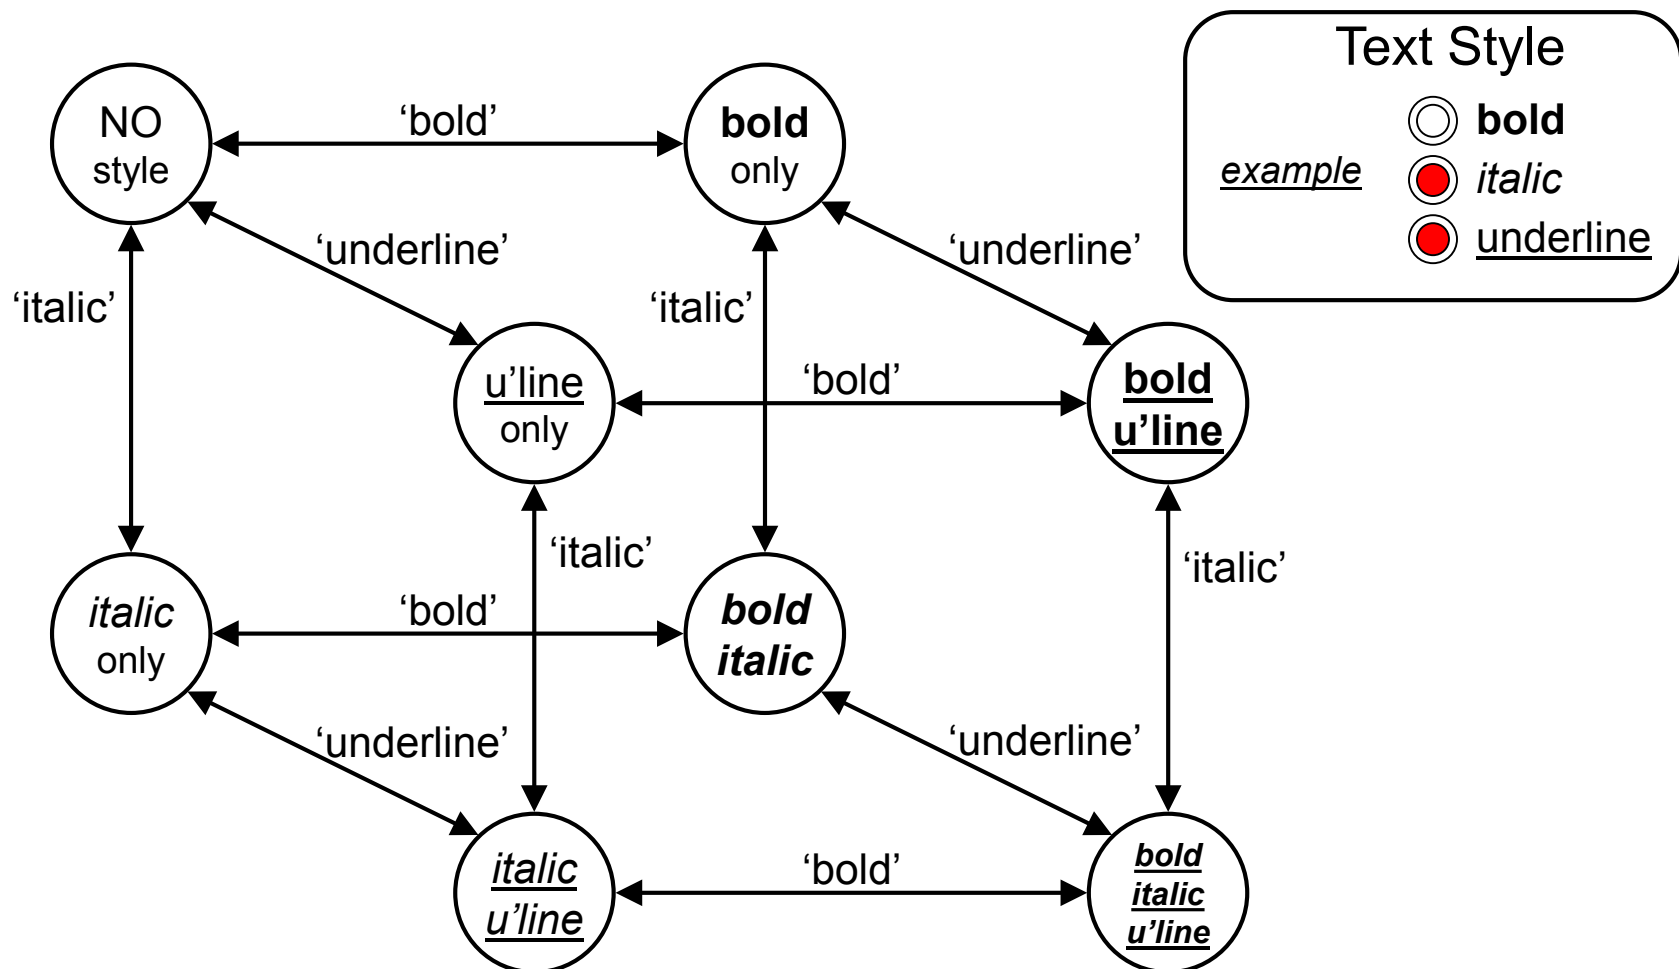 Text Style
bold
italic
underline
example
NO
style
‘bold’
bold
only
‘underline’
‘underline’
‘italic’
‘italic’
u’line
only
‘bold’
bold
u’line
‘italic’
‘italic’
italic
only
‘bold’
bold
italic
‘underline’
‘underline’
italic
u’line
‘bold’
bold
italic
u’line